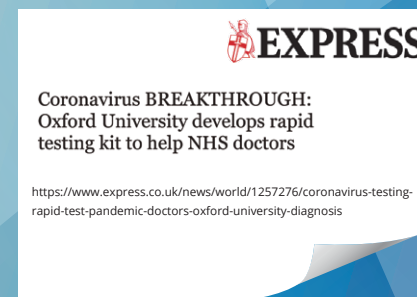 EXPRESS
Coronavirus BREAKTHROUGH:
Oxford University develops rapid
testing kit to help NHS doctors
https://www.express.co.uk/news/world/1257276/coronavirus-testing-
rapid-test-pandemic-doctors-oxford-university-diagnosis